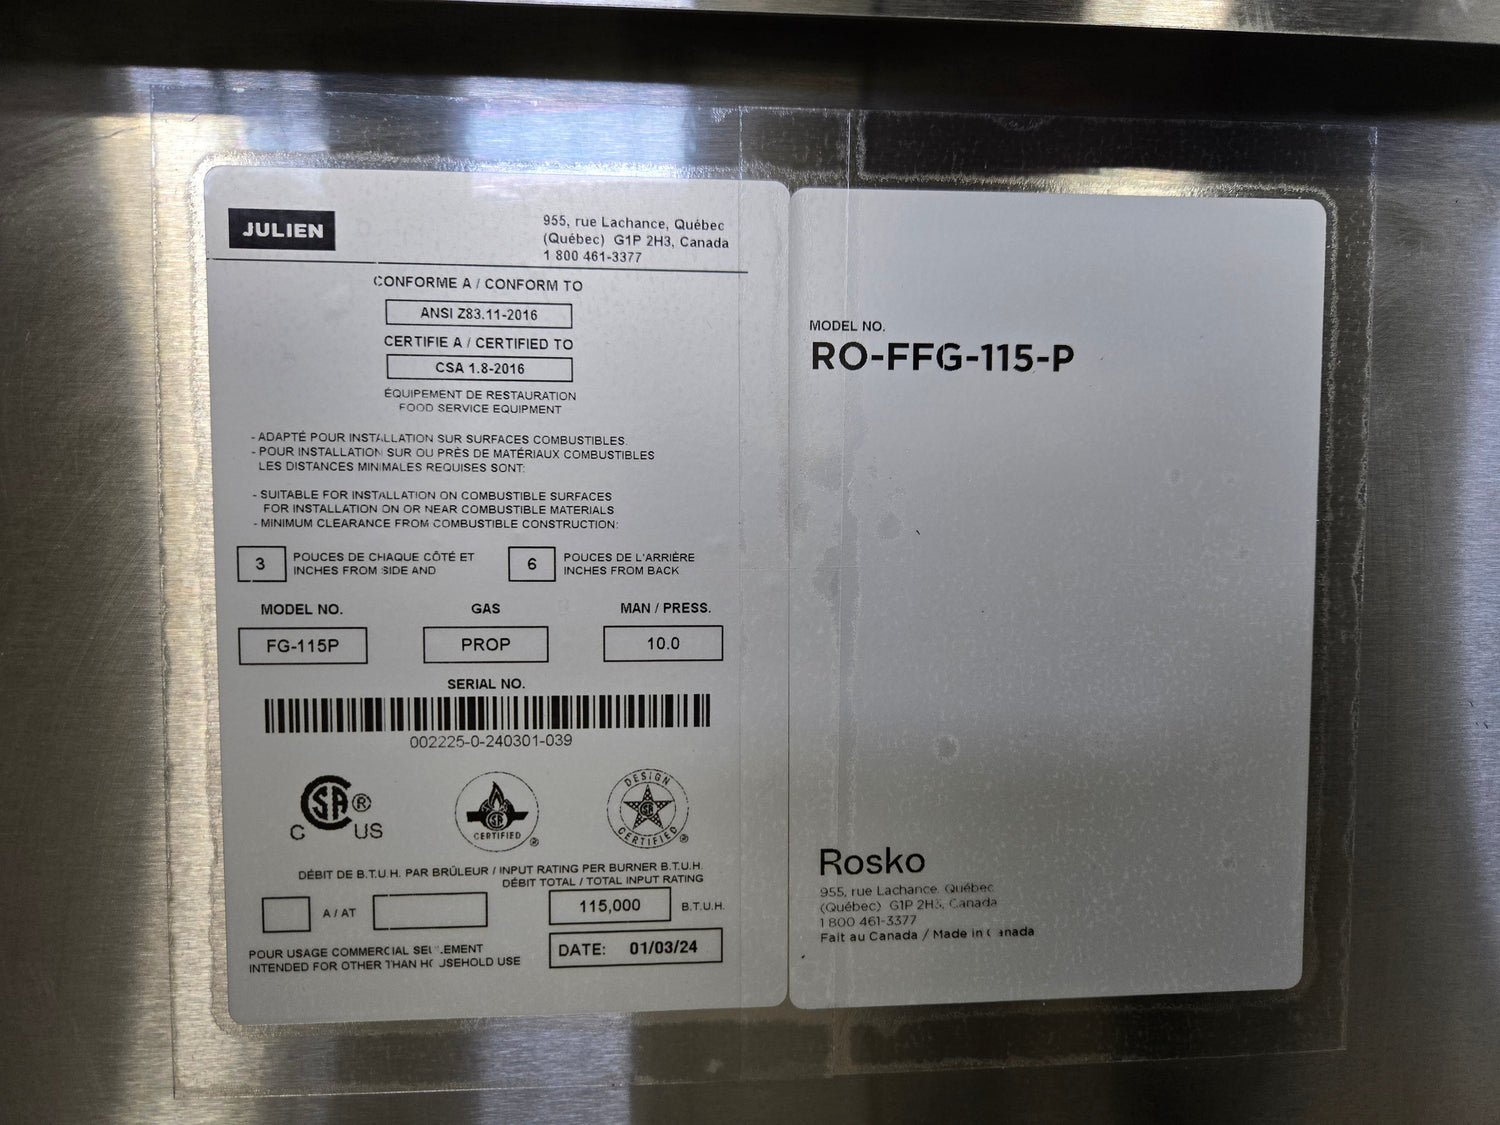 JULIEN
955, rue Lachance, Québec
(Québec) G1P 2H3, Canada
1 800 461-3377
CONFORME A / CONFORM TO
ANSI Z83.11-2016
CERTIFIE A / CERTIFIED TO
CSA 1.8-2016
ÉQUIPEMENT DE RESTAURATION
FOOD SERVICE EQUIPMENT
- ADAPTÉ POUR INSTALLATION SUR SURFACES COMBUSTIBLES.
- POUR INSTALLATION SUR OU PRÈS DE MATÉRIAUX COMBUSTIBLES
LES DISTANCES MINIMALES REQUISES SONT:
- SUITABLE FOR INSTALLATION ON COMBUSTIBLE SURFACES
FOR INSTALLATION ON OR NEAR COMBUSTIBLE MATERIALS
- MINIMUM CLEARANCE FROM COMBUSTIBLE CONSTRUCTION:
3 POUCES DE CHAQUE CÔTÉ ET
INCHES FROM SIDE AND
6 POUCES DE L'ARRIÈRE
INCHES FROM BACK
MODEL NO. GAS MAN / PRESS.
FG-115P PROP 10.0
SERIAL NO.
002225-0-240301-039
CSA ®
C US
CSA CERTIFIED ®
DESIGN CSA CERTIFIED ®
DÉBIT DE B.T.U.H. PAR BRÛLEUR / INPUT RATING PER BURNER B.T.U.H.
DÉBIT TOTAL / TOTAL INPUT RATING
A / AT 115,000 B.T.U.H.
POUR USAGE COMMERCIAL SEULEMENT
INTENDED FOR OTHER THAN HOUSEHOLD USE
DATE: 01/03/24
MODEL NO.
RO-FFG-115-P
Rosko
955, rue Lachance, Québec
(Québec) G1P 2H3, Canada
1 800 461-3377
Fait au Canada / Made in Canada